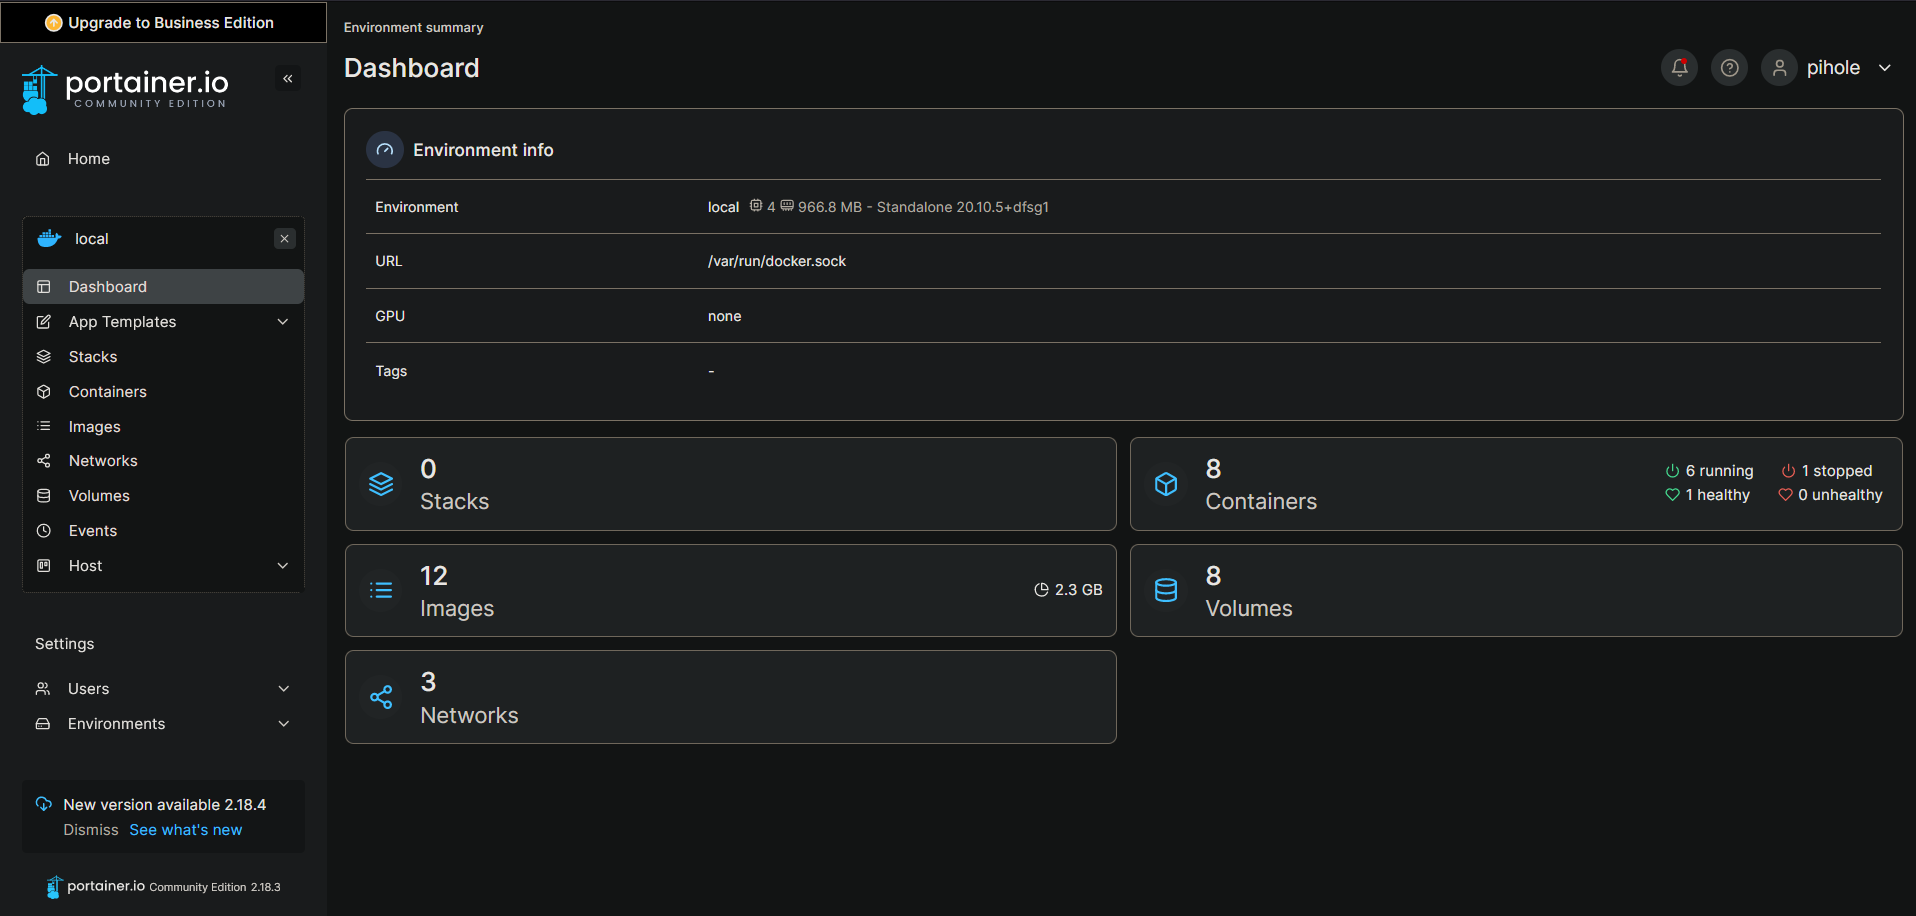 Upgrade to Business Edition
portainer.io
COMMUNITY EDITION
Home
local
Dashboard
App Templates
Stacks
Containers
Images
Networks
Volumes
Events
Host
Settings
Users
Environments
New version available 2.18.4
Dismiss See what's new
portainer.io Community Edition 2.18.3
Environment summary
Dashboard
pihole
Environment info
Environment local 4 966.8 MB - Standalone 20.10.5+dfsg1
URL /var/run/docker.sock
GPU none
Tags -
0
Stacks
8
Containers
6 running 1 stopped
1 healthy 0 unhealthy
12
Images
2.3 GB
8
Volumes
3
Networks